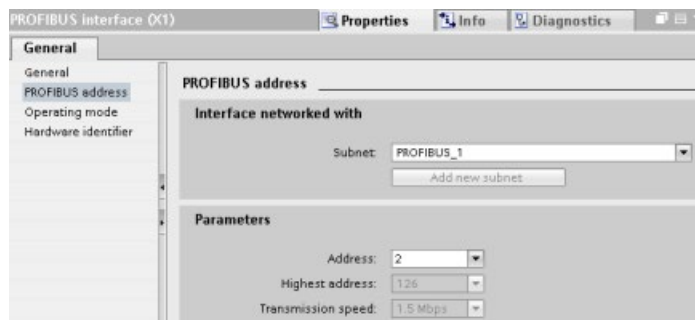 PROFIBUS interface (X1)
Properties
Info
Diagnostics
General
General
PROFIBUS address
Operating mode
Hardware identifier
PROFIBUS address
Interface networked with
Subnet: PROFIBUS_1
Add new subnet
Parameters
Address: 2
Highest address: 126
Transmission speed: 1.5 Mbps